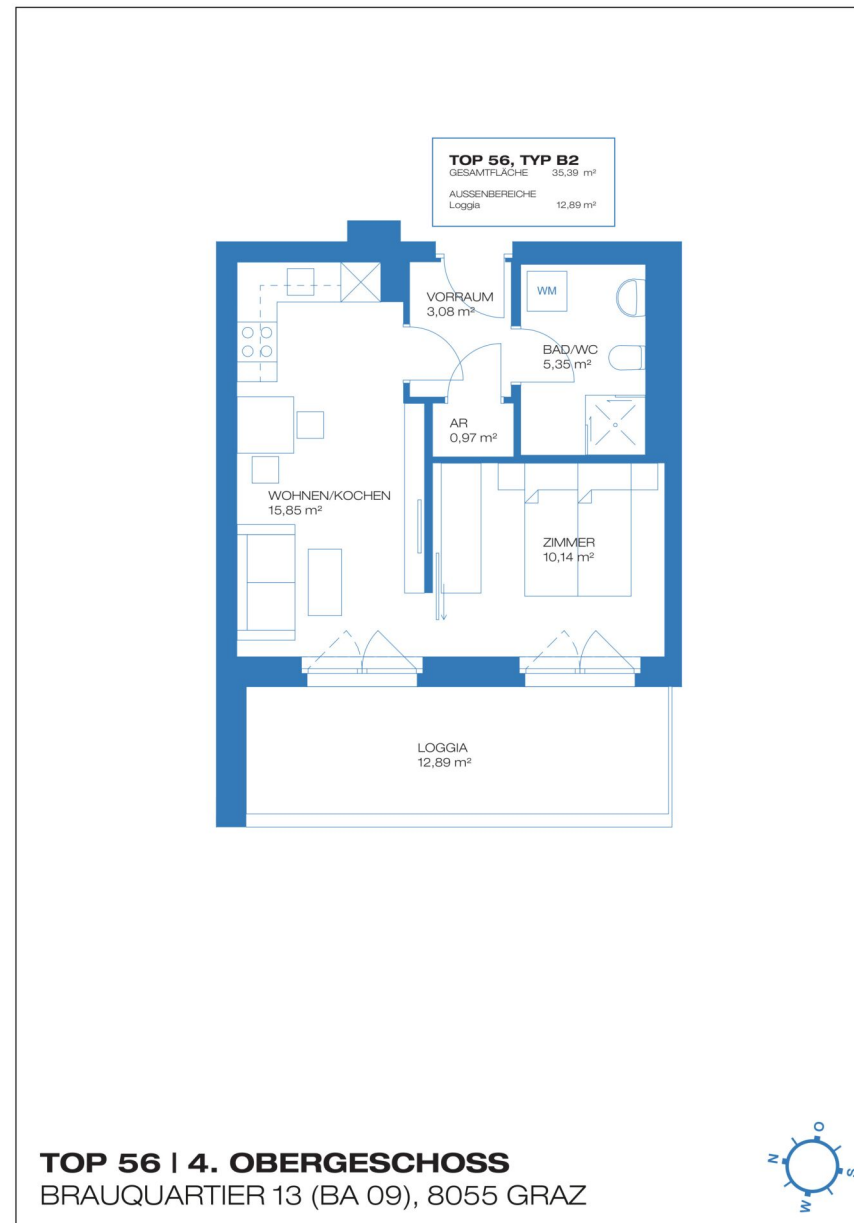 TOP 56, TYP B2
GESAMTFLÄCHE 35,39 m²
AUSSENBEREICHE
Loggia 12,89 m²
VORRAUM
3,08 m²
WM
BAD/WC
5,35 m²
AR
0,97 m²
WOHNEN/KOCHEN
15,85 m²
ZIMMER
10,14 m²
LOGGIA
12,89 m²
TOP 56 | 4. OBERGESCHOSS
BRAUQUARTIER 13 (BA 09), 8055 GRAZ
O
N
S
W